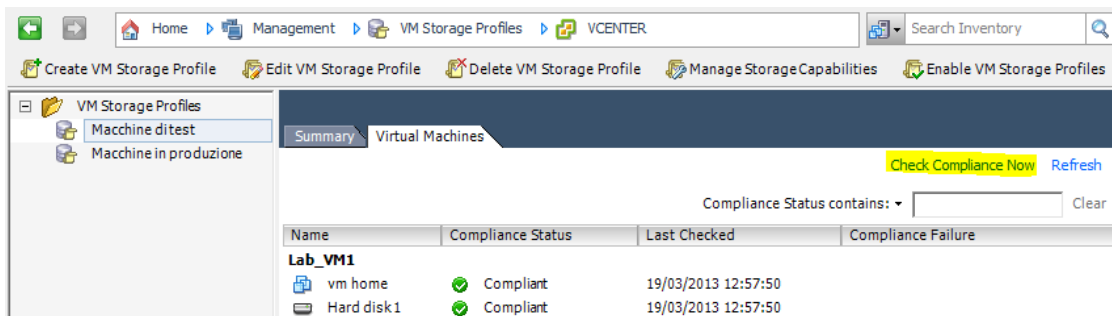 Home Management VM Storage Profiles VCENTER Search Inventory
Create VM Storage Profile Edit VM Storage Profile Delete VM Storage Profile Manage Storage Capabilities Enable VM Storage Profiles
VM Storage Profiles
Macchine di test
Macchine in produzione
Summary Virtual Machines
Check Compliance Now Refresh
Compliance Status contains: Clear
Name Compliance Status Last Checked Compliance Failure
Lab_VM1
vm home Compliant 19/03/2013 12:57:50
Hard disk 1 Compliant 19/03/2013 12:57:50